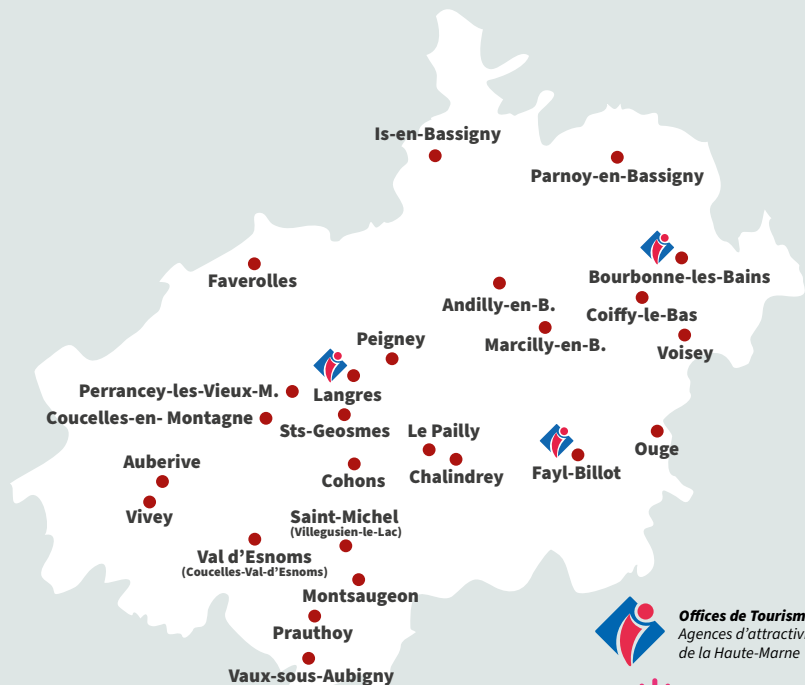 Is-en-Bassigny
Parnoy-en-Bassigny
Faverolles
Bourbonne-les-Bains
Andilly-en-B.
Coiffy-le-Bas
Peigney
Marcilly-en-B.
Voisey
Perrancey-les-Vieux-M.
Langres
Coucelles-en- Montagne
Sts-Geosmes
Le Pailly
Ouge
Auberive
Cohons
Chalindrey
Fayl-Billot
Vivey
Saint-Michel
(Villegusien-le-Lac)
Val d’Esnoms
(Coucelles-Val-d’Esnoms)
Montsaugeon
Prauthoy
Vaux-sous-Aubigny
Offices de Tourism
Agences d’attractiv
de la Haute-Marne